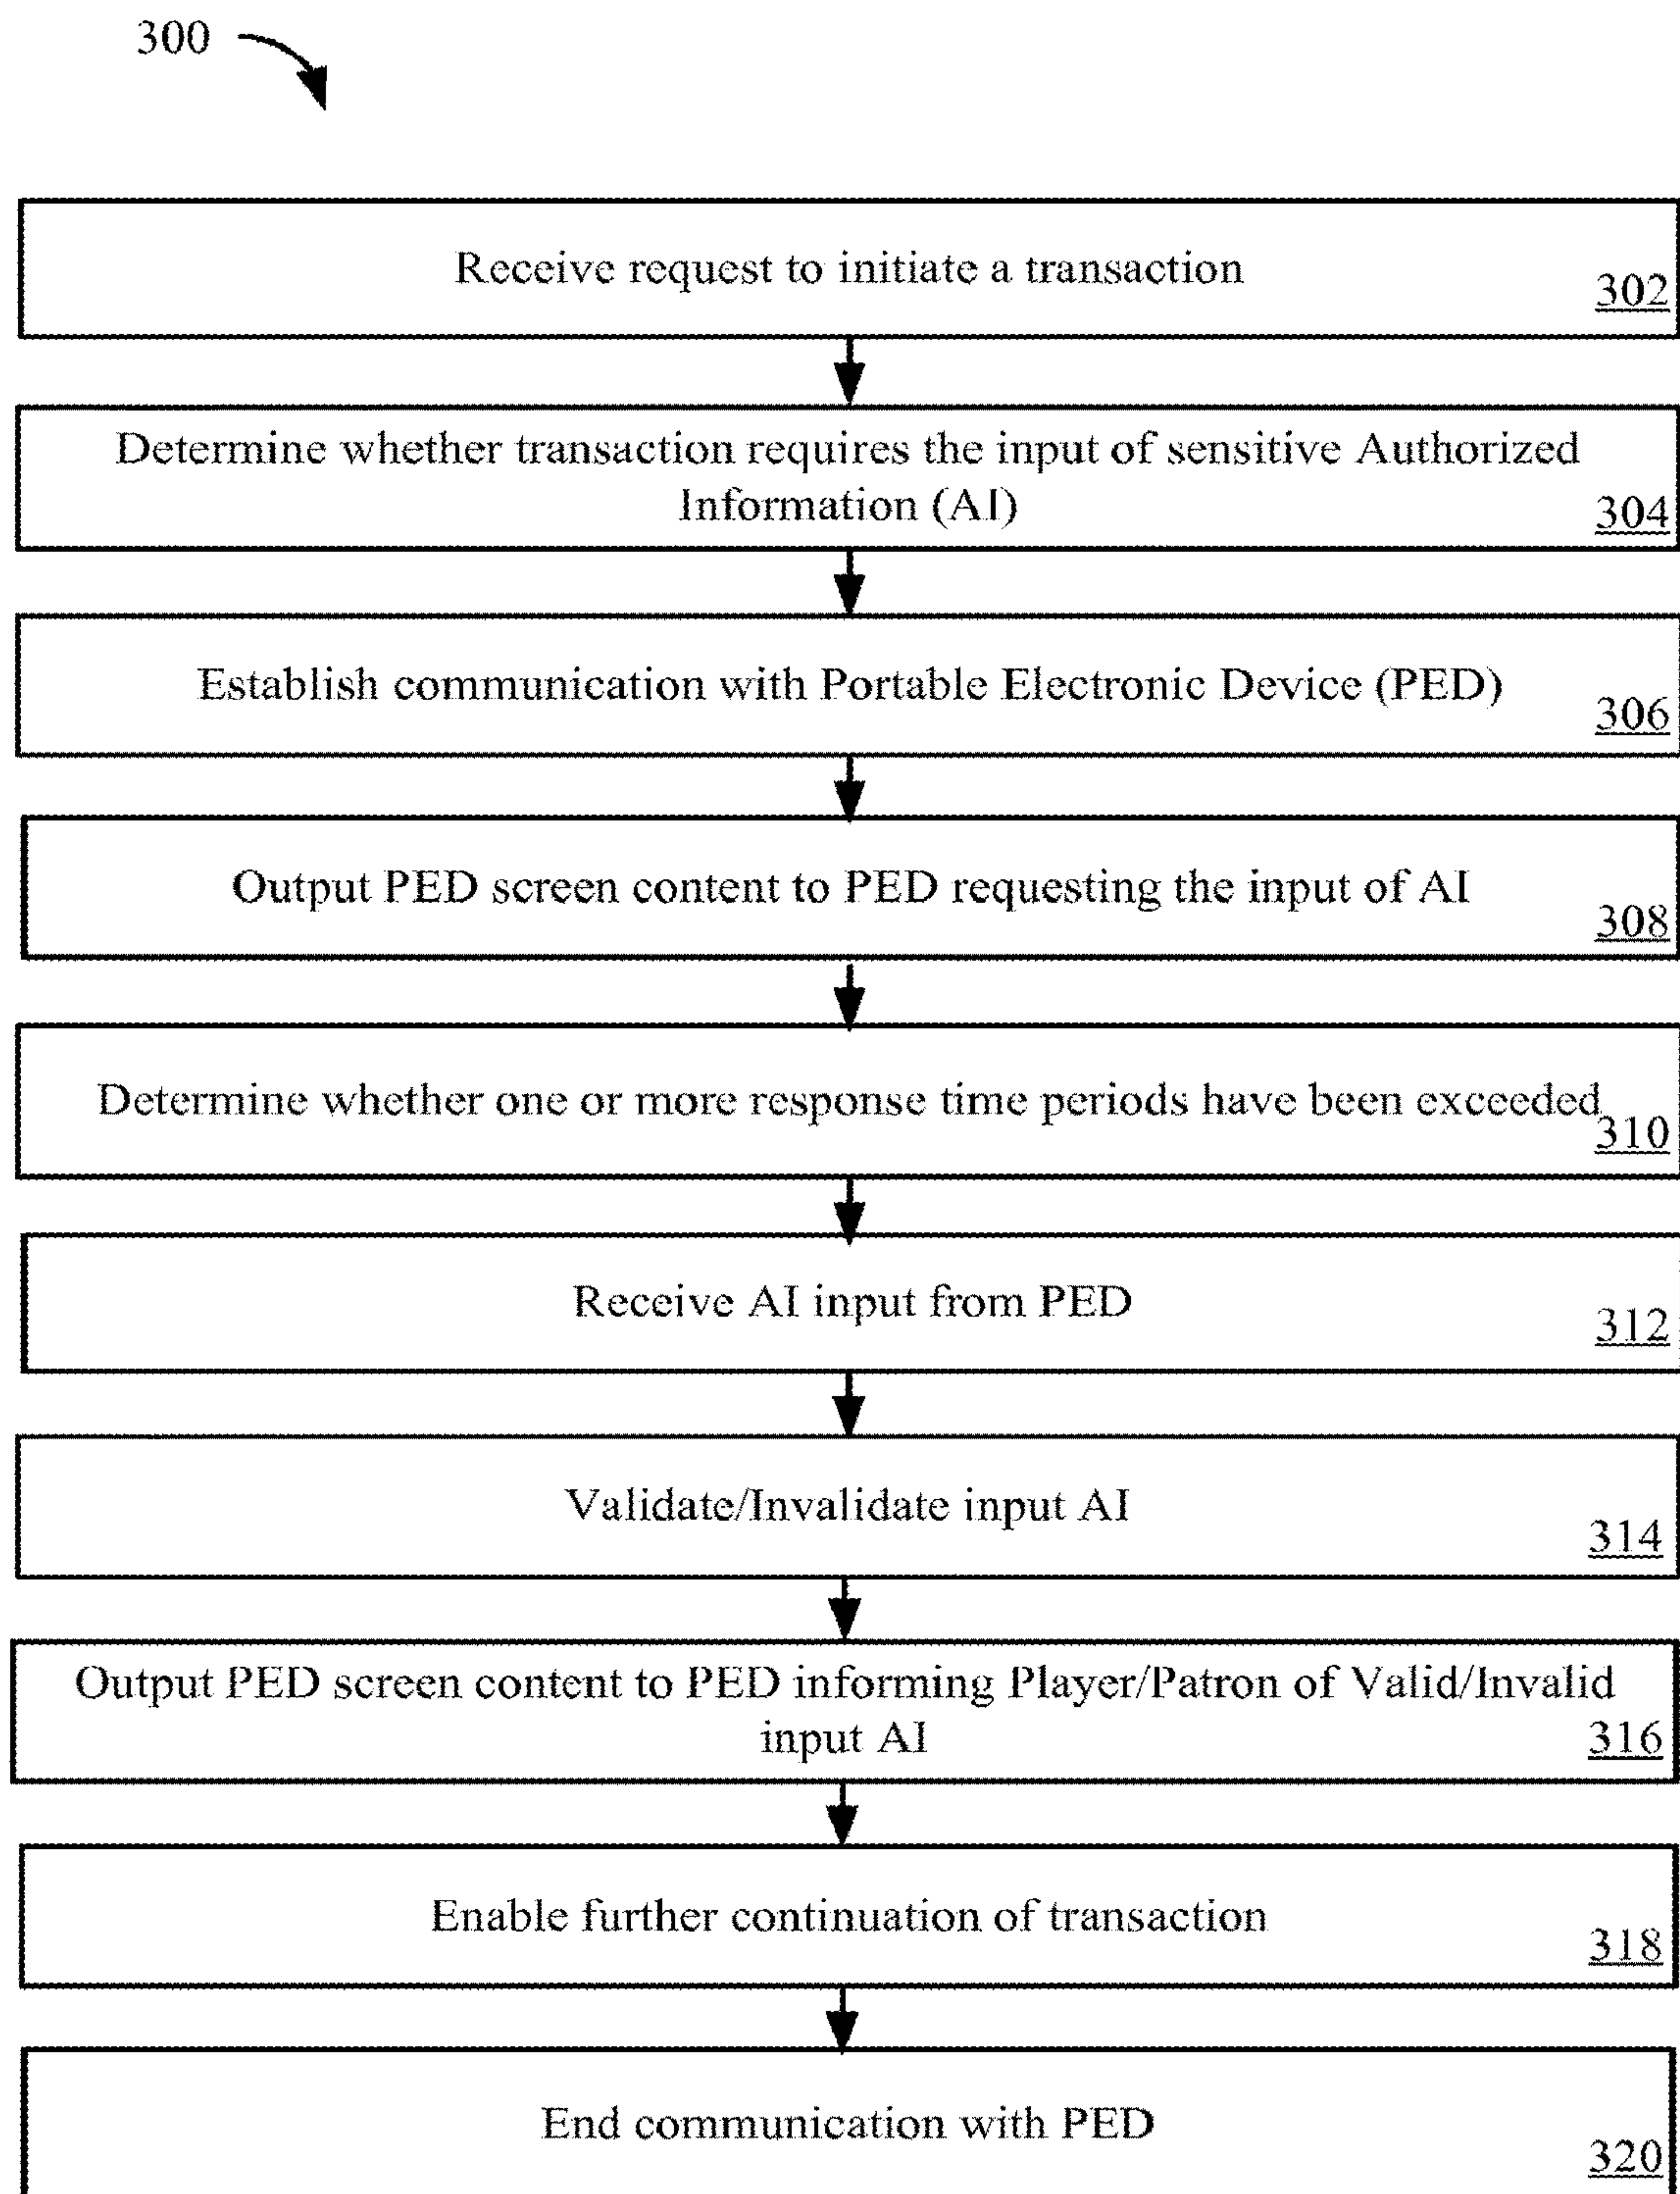 300
Receive request to initiate a transaction
302
Determine whether transaction requires the input of sensitive Authorized
Information (AI)
304
Establish communication with Portable Electronic Device (PED)
306
Output PED screen content to PED requesting the input of AI
308
Determine whether one or more response time periods have been exceeded
310
Receive AI input from PED
312
Validate/Invalidate input AI
314
Output PED screen content to PED informing Player/Patron of Valid/Invalid
input AI
316
Enable further continuation of transaction
318
End communication with PED
320